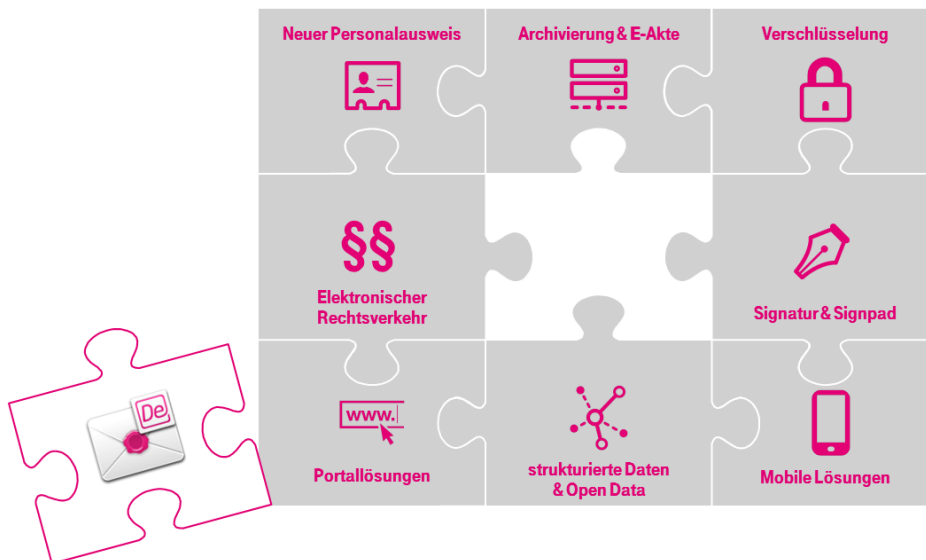 Neuer Personalausweis
Archivierung & E-Akte
Verschlüsselung
§§
Elektronischer
Rechtsverkehr
Signatur & Signpad
De
www.
Portallösungen
strukturierte Daten
& Open Data
Mobile Lösungen